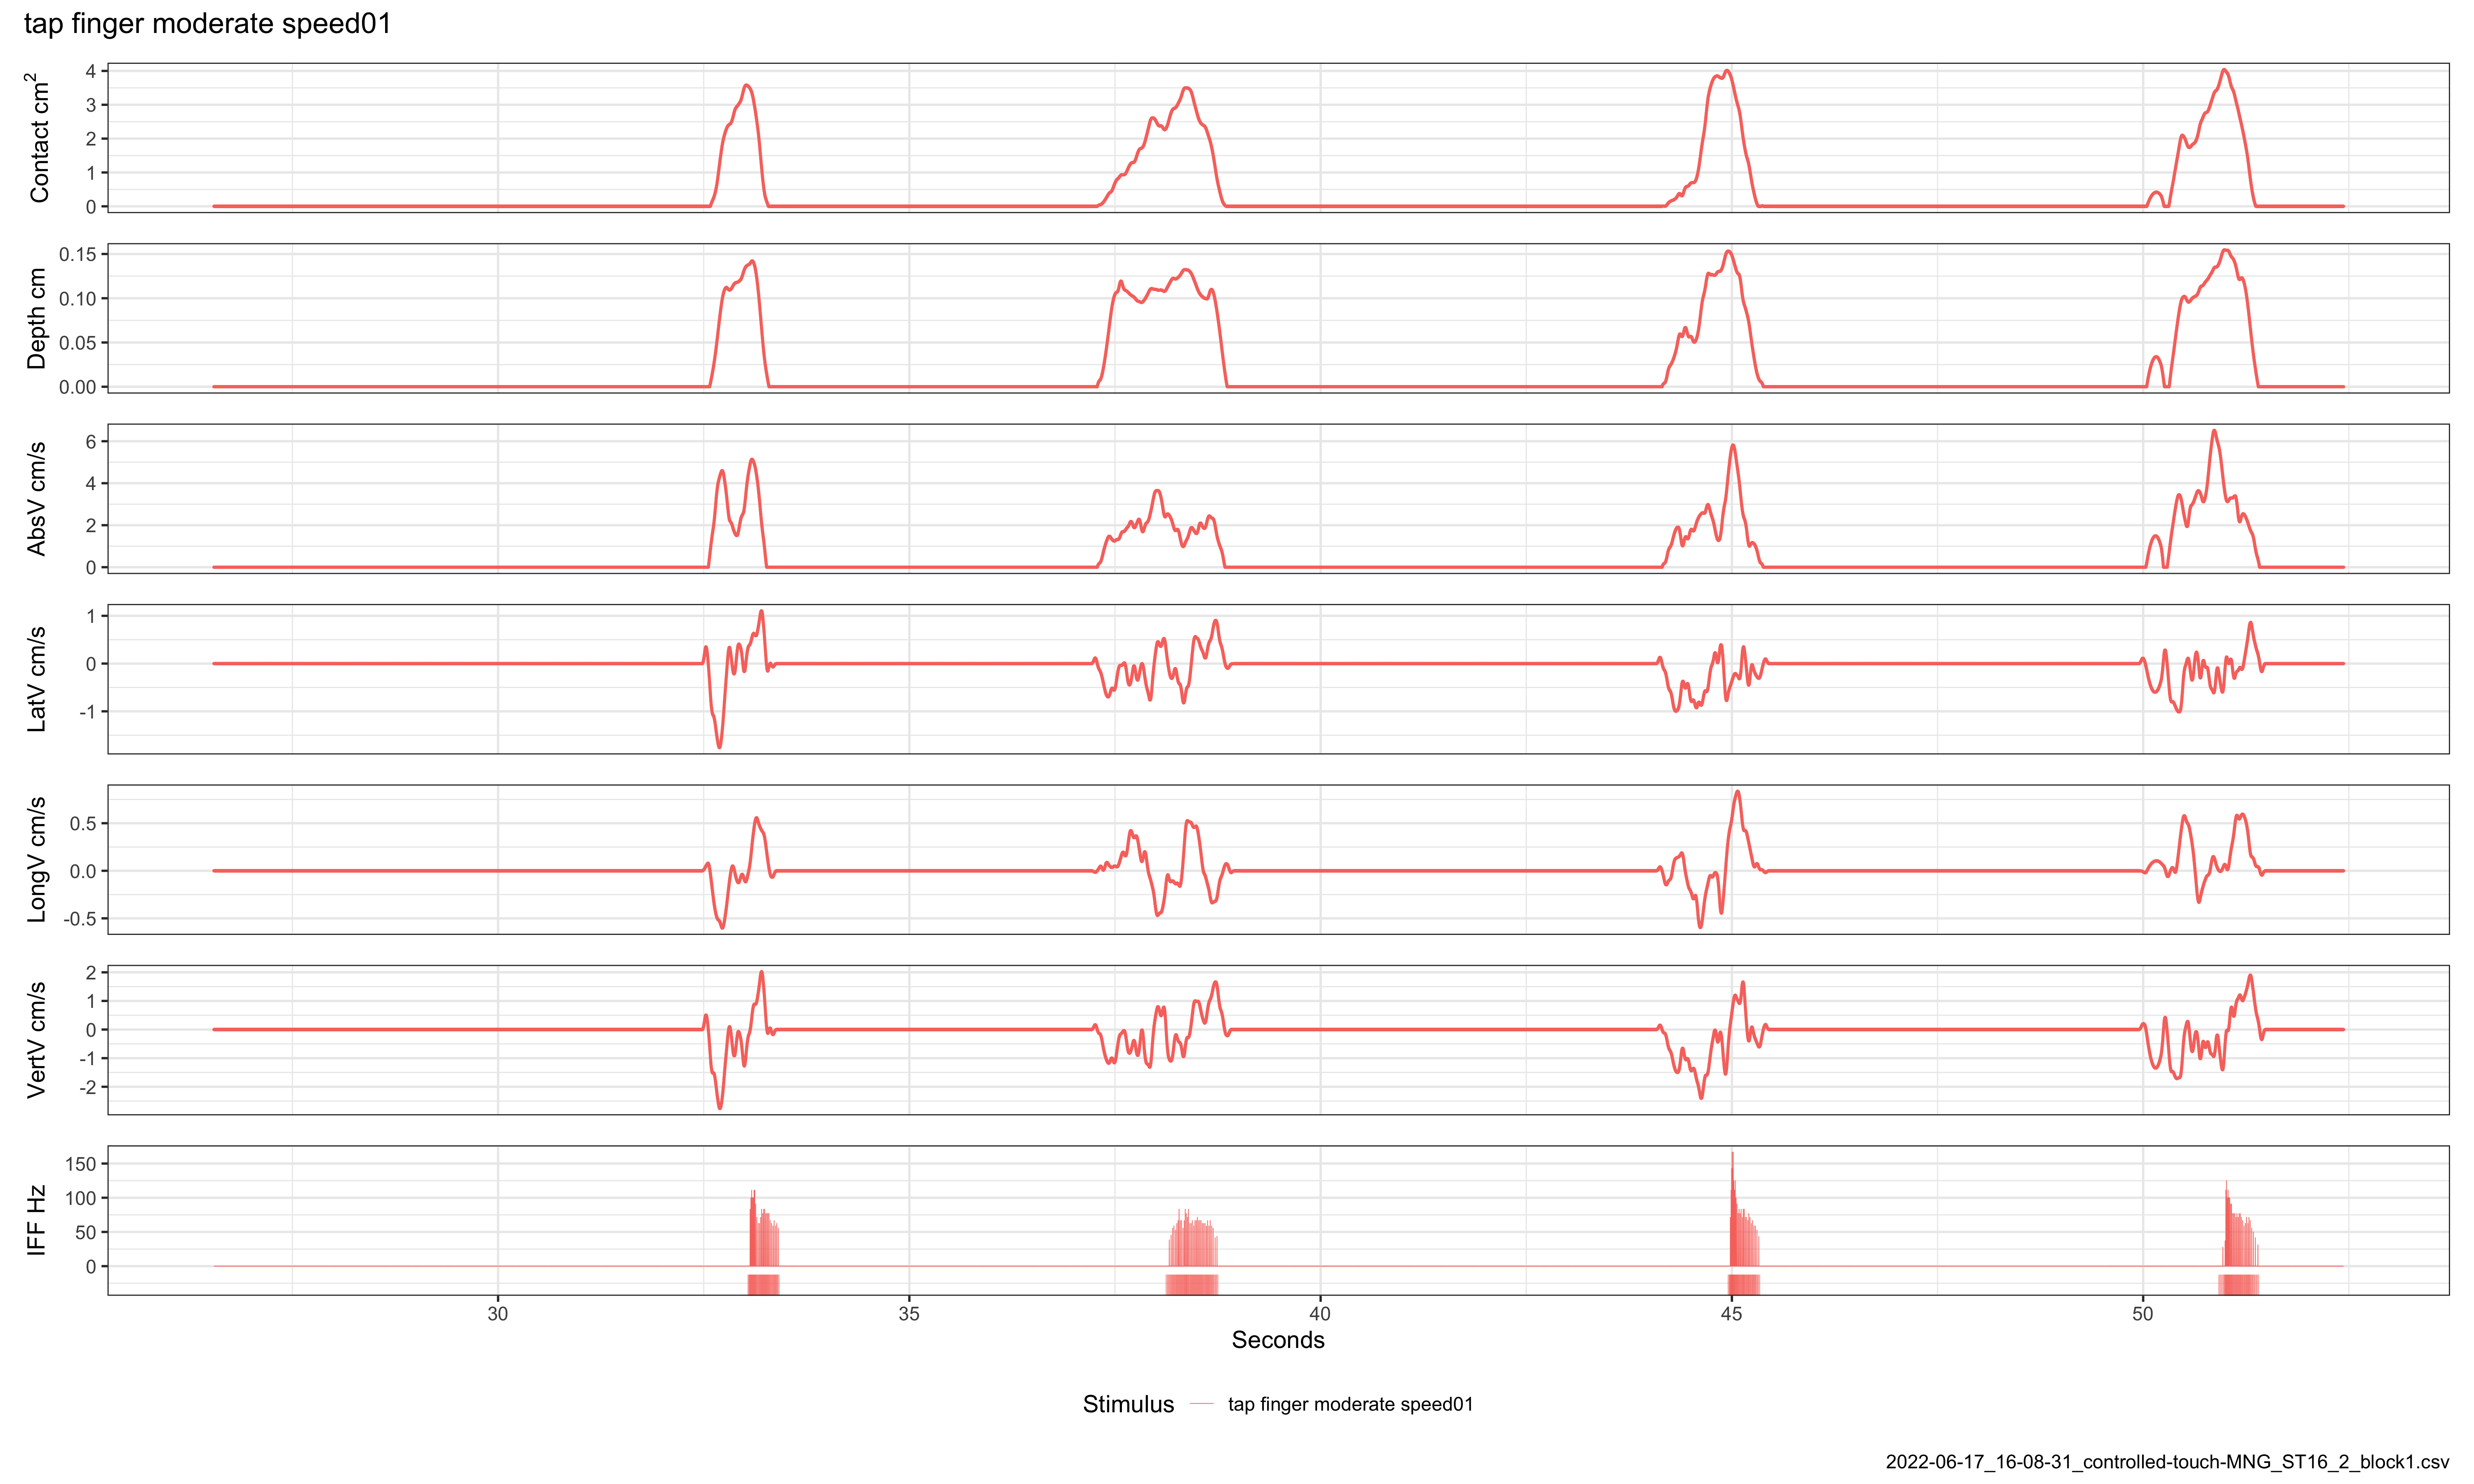 tap finger moderate speed01
Contact cm²
4
3
2
1
0
Depth cm
0.15
0.10
0.05
0.00
AbsV cm/s
6
4
2
0
LatV cm/s
1
0
-1
LongV cm/s
0.5
0.0
-0.5
VertV cm/s
2
1
0
-1
-2
IFF Hz
150
100
50
0
30 35 40 45 50
Seconds
Stimulus tap finger moderate speed01
2022-06-17_16-08-31_controlled-touch-MNG_ST16_2_block1.csv